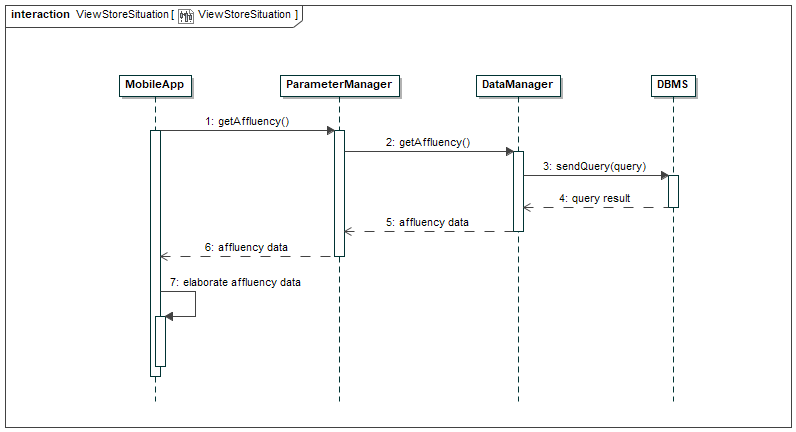 interaction ViewStoreSituation [ ViewStoreSituation ]
MobileApp ParameterManager DataManager DBMS
1: getAffluency()
2: getAffluency()
3: sendQuery(query)
4: query result
5: affluency data
6: affluency data
7: elaborate affluency data